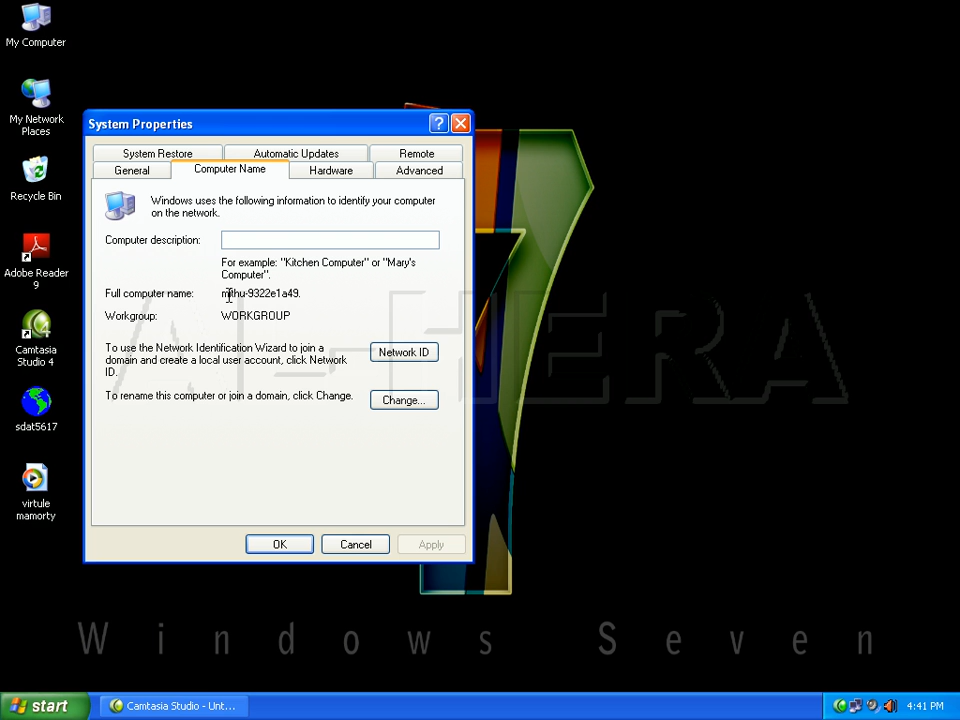 My Computer
My Network
Places
Recycle Bin
Adobe Reader
9
Camtasia
Studio 4
sdat5617
virtule
mamorty
System Properties
System Restore
Automatic Updates
Remote
General
Computer Name
Hardware
Advanced
Windows uses the following information to identify your computer
on the network.
Computer description:
For example: "Kitchen Computer" or "Mary's
Computer".
Full computer name:
mithu-9322e1a49.
Workgroup:
WORKGROUP
To use the Network Identification Wizard to join a
domain and create a local user account, click Network
ID.
Network ID
To rename this computer or join a domain, click Change.
Change...
OK
Cancel
Apply
AL-HERA
Windows Seven
start
Camtasia Studio - Unt...
4:41 PM